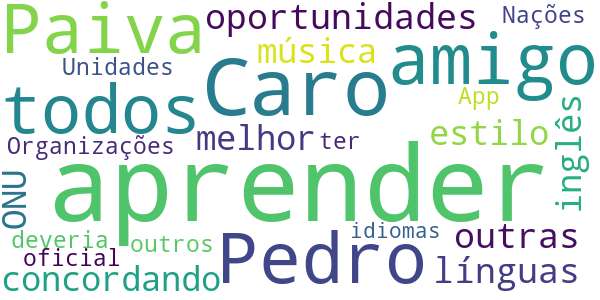 Paiva oportunidades Nações
Unidades música amigo
todos Caro App
Organizações melhor ter estilo inglês
ONU aprender
deveria outros idiomas outras
oficial Pedro línguas
concordando